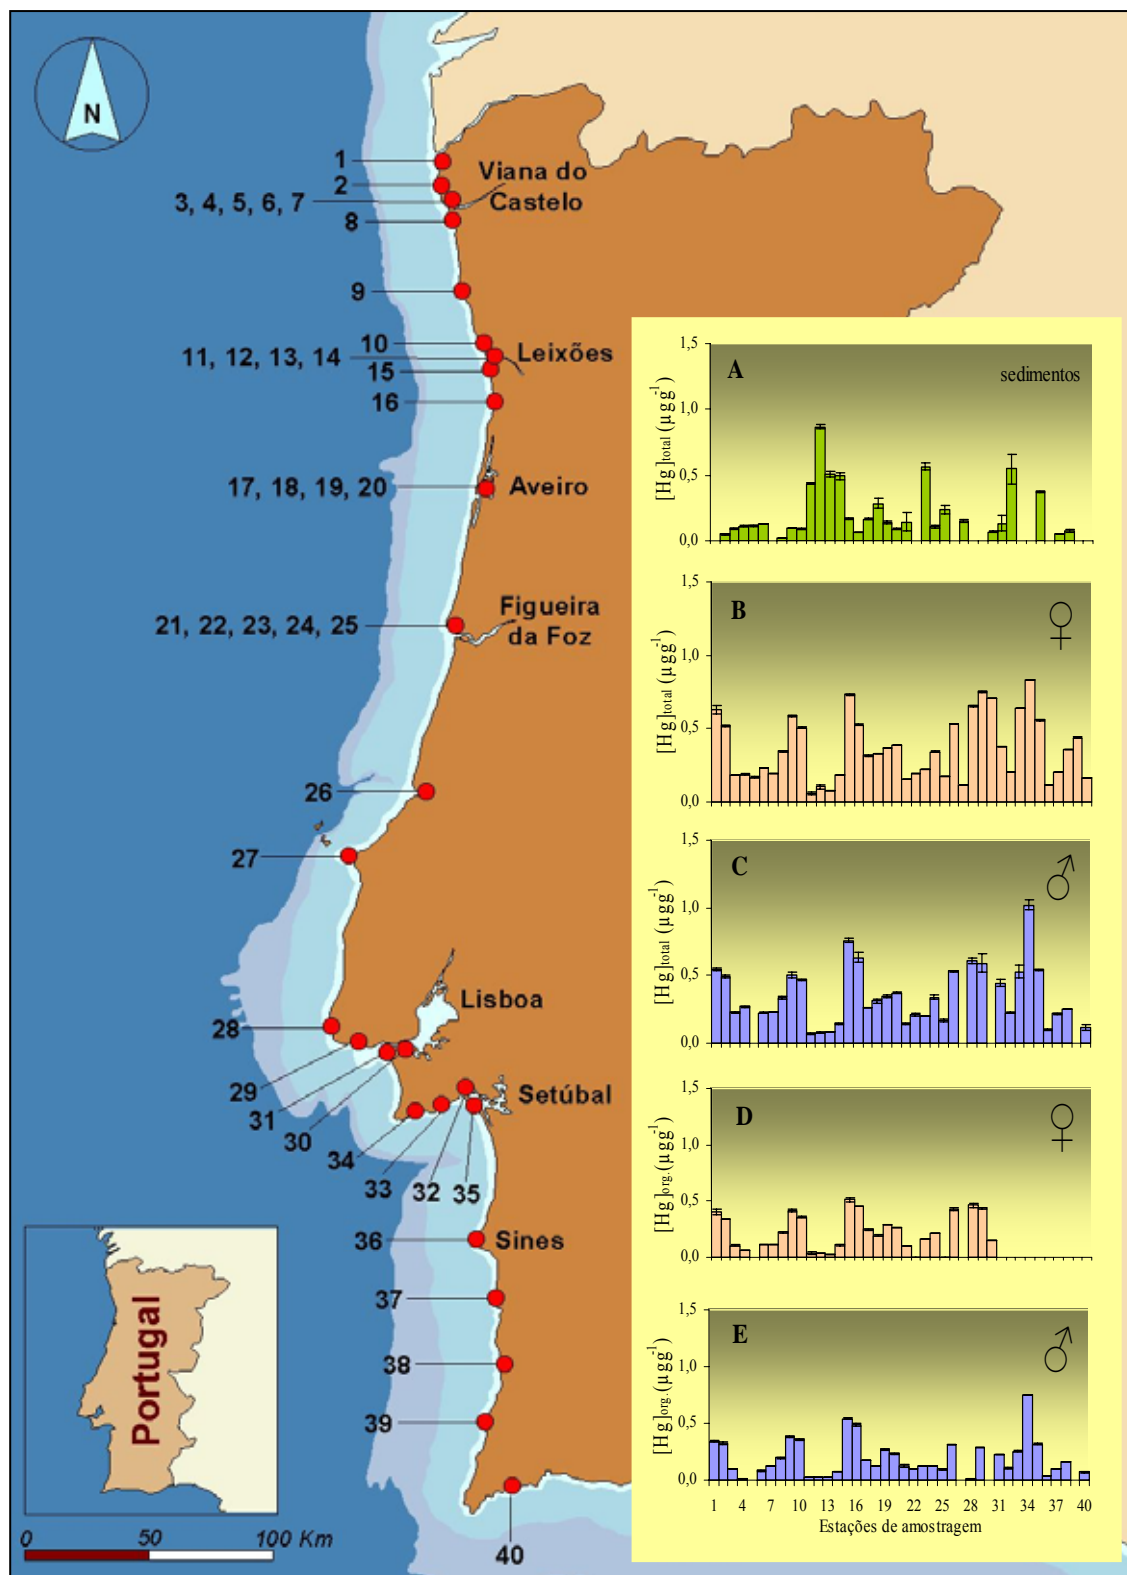 N
1
2
3, 4, 5, 6, 7
8
Viana do
Castelo
9
10
11, 12, 13, 14
15
16
Leixões
17, 18, 19, 20
Aveiro
21, 22, 23, 24, 25
Figueira
da Foz
26
27
28
Lisboa
29
31
30
34
33
32
35
Setúbal
36
Sines
37
38
39
40
Portugal
0 50 100 Km
A
sedimentos
[Hg]total (µgg-1)
1,5
1,0
0,5
0,0
B
♀
[Hg]total (µgg-1)
1,5
1,0
0,5
0,0
C
♂
[Hg]total (µgg-1)
1,5
1,0
0,5
0,0
D
♀
[Hg]org.(µgg-1)
1,5
1,0
0,5
0,0
E
♂
[Hg]org.(µgg-1)
1,5
1,0
0,5
0,0
1 4 7 10 13 16 19 22 25 28 31 34 37 40
Estações de amostragem